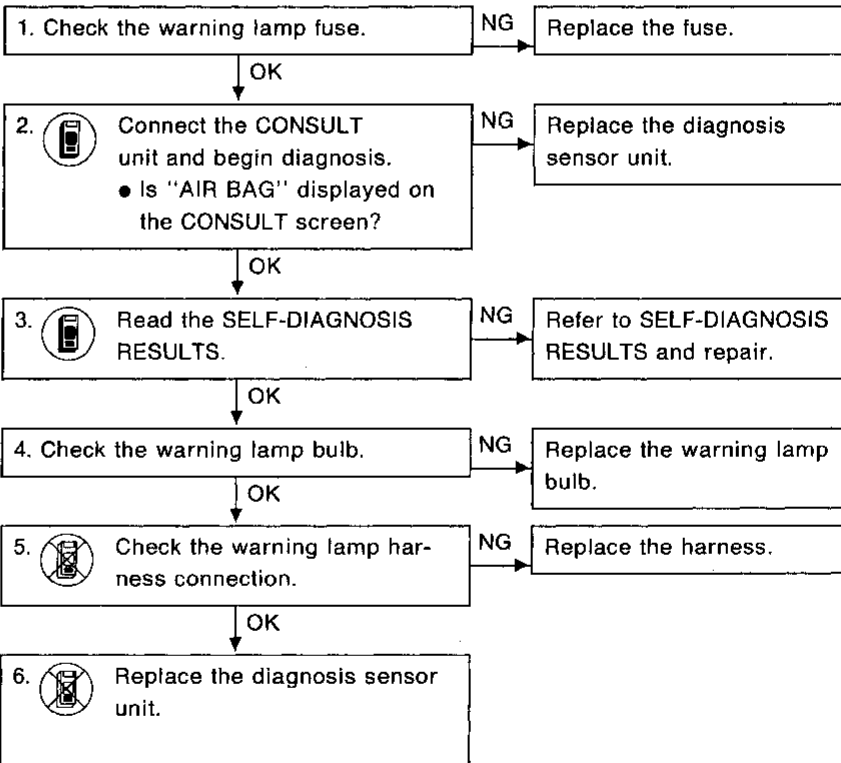 1. Check the warning lamp fuse.
NG
Replace the fuse.
OK
2. Connect the CONSULT
unit and begin diagnosis.
● Is "AIR BAG" displayed on
the CONSULT screen?
NG
Replace the diagnosis
sensor unit.
OK
3. Read the SELF-DIAGNOSIS
RESULTS.
NG
Refer to SELF-DIAGNOSIS
RESULTS and repair.
OK
4. Check the warning lamp bulb.
NG
Replace the warning lamp
bulb.
OK
5. Check the warning lamp har-
ness connection.
NG
Replace the harness.
OK
6. Replace the diagnosis sensor
unit.